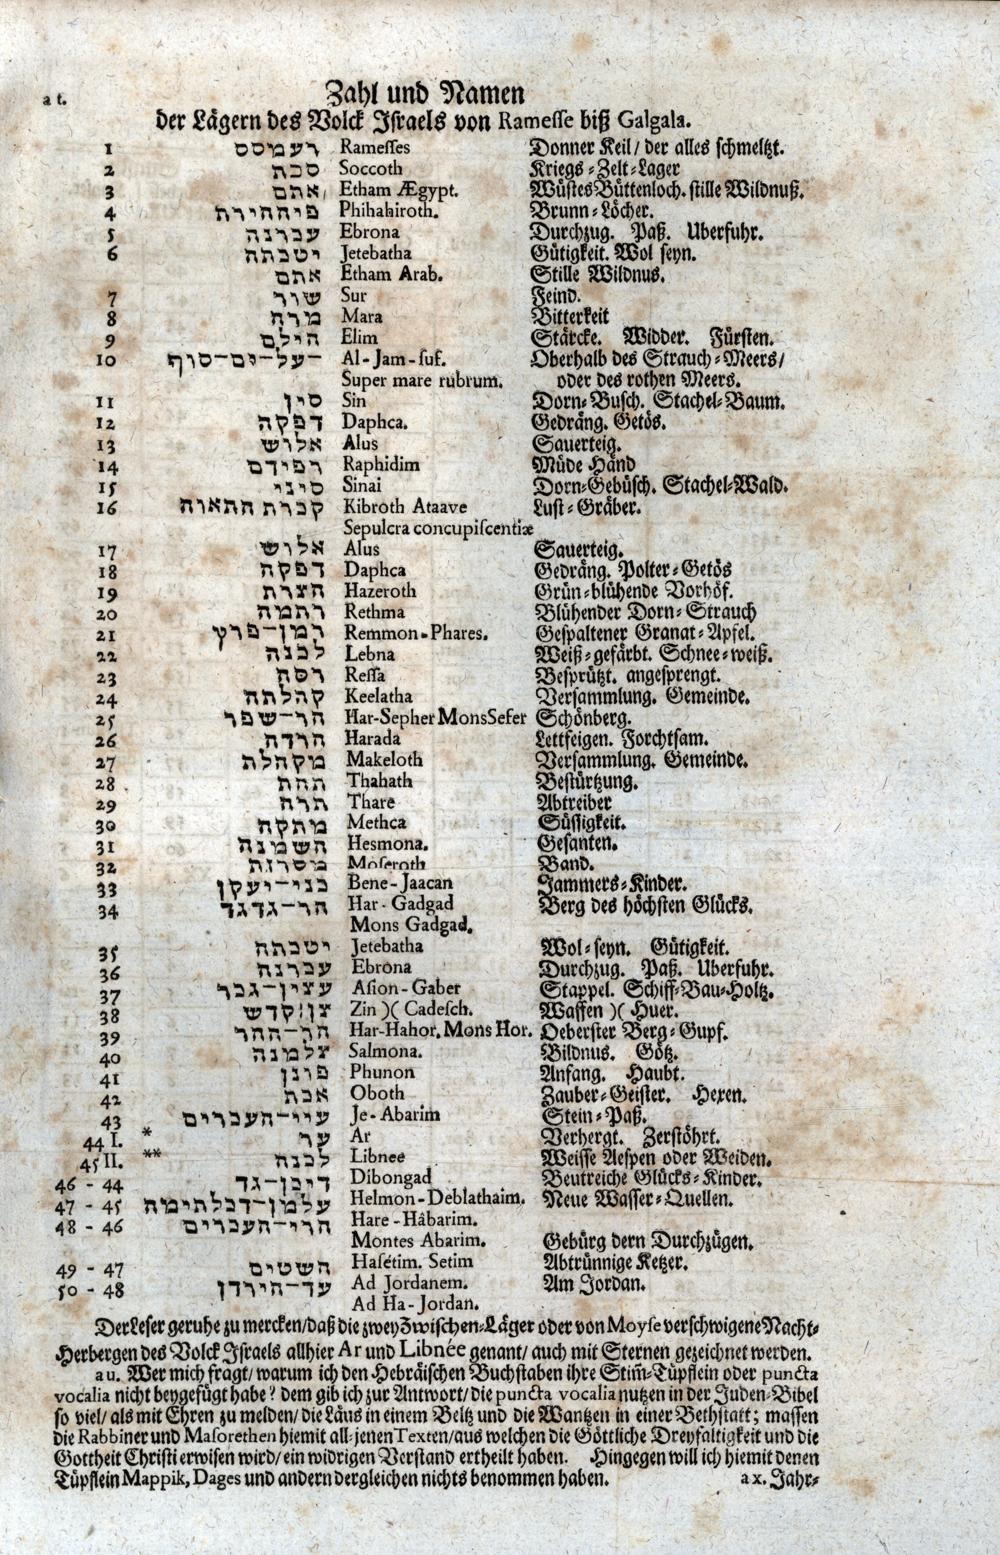 a t.
Zahl und Namen
der Lägern des Volck Israels von Ramesse biß Galgala.
1 רעמסס Ramesses Donner Keil / der alles schmeltzt.
2 סכת Soccoth Kriegs-Zelt-Lager
3 אתם Etham Ægypt. Wüstes Büttenloch. stille Wildnuß.
4 פיהחירת Phihahiroth. Brunn-Löcher.
5 עברנה Ebrona Durchzug. Paß. Uberfuhr.
6 יטבתה Jetebatha Gütigkeit. Wol seyn.
אתם Etham Arab. Stille Wildnus.
7 שור Sur Feind.
8 מרה Mara Bitterkeit
9 הילם Elim Stärcke. Widder. Fürsten.
10 על־ים־סוף Al-Jam-suf. Oberhalb des Strauch-Meers /
Super mare rubrum. oder des rothen Meers.
11 סין Sin Dorn-Busch. Stachel-Baum.
12 דפקה Daphca. Gedräng. Getös.
13 אלוש Alus Sauerteig.
14 רפידם Raphidim Müde Händ
15 סיני Sinai Dorn-Gebüsch. Stachel-Wald.
16 קברת התאוה Kibroth Ataave Lust-Gräber.
Sepulcra concupiscentiæ
17 אלוש Alus Sauerteig.
18 דפקה Daphca Gedräng. Polter-Getös
19 חצרת Hazeroth Grün-blühende Vorhöf.
20 רתמה Rethma Blühender Dorn-Strauch
21 רמון־פרץ Remmon-Phares. Gespaltener Granat-Apfel.
22 לבנה Lebna Weiß-gefärbt. Schnee-weiß.
23 רסה Ressa Besprützt. angesprengt.
24 קהלתה Keelatha Versammlung. Gemeinde.
25 הר־שפר Har-Sepher Mons Sefer Schönberg.
26 חרדה Harada Lettfeigen. Forchtsam.
27 מקהלת Makeloth Versammlung. Gemeinde.
28 תחת Thahath Bestürtzung.
29 תרח Thare Abtreiber
30 מתקה Methca Süssigkeit.
31 חשמנה Hesmona. Gesanten.
32 מסרות Moseroth Band.
33 בני־יעקן Bene-Jaacan Jammers-Kinder.
34 הר־גדגד Har-Gadgad Berg des höchsten Glücks.
Mons Gadgad.
35 יטבתה Jetebatha Wol-seyn. Gütigkeit.
36 עברנה Ebrona Durchzug. Paß. Uberfuhr.
37 עצין־גבר Asion-Gaber Stappel. Schiff-Bau-Holtz.
38 צן׃קדש Zin )( Cadesch. Waffen )( Huer.
39 הר־ההר Har-Hahor. Mons Hor. Oeberster Berg-Gupf.
40 צלמנה Salmona. Bildnus. Götz.
41 פונן Phunon Anfang. Haubt.
42 אבת Oboth Zauber-Geister. Hexen.
43 עיי־העברים Je-Abarim Stein-Paß.
44 I. * ער Ar Verhergt. Zerstöhrt.
45 II. ** לבנה Libnee Weisse Aespen oder Weiden.
46 - 44 דיבן־גד Dibongad Beutreiche Glücks-Kinder.
47 - 45 עלמן־דבלתימה Helmon-Deblathaim. Neue Wasser-Quellen.
48 - 46 הרי־העברים Hare-Hâbarim.
Montes Abarim. Gebürg dern Durchzügen.
49 - 47 השטים Hasétim. Setim Abtrünnige Ketzer.
50 - 48 עד־הירדן Ad Jordanem. Am Jordan.
Ad Ha-Jordan.
Der Leser geruhe zu mercken / daß die zwey Zwischen-Läger oder von Moyse verschwigene Nacht-
Herbergen des Volck Israels allhier Ar und Libnée genant / auch mit Sternen gezeichnet werden.
au. Wer mich fragt / warum ich den Hebräischen Buchstaben ihre Stim̃-Tüpflein oder puncta
vocalia nicht beygefügt habe? dem gib ich zur Antwort / die puncta vocalia nutzen in der Juden-Bibel
so viel / als mit Ehren zu melden / die Läus in einem Beltz und die Wantzen in einer Bethstatt; massen
die Rabbiner und Masorethen hiemit all-jenen Texten / aus welchen die Göttliche Dreyfaltigkeit und die
Gottheit Christi erwisen wird / ein widrigen Verstand ertheilt haben. Hingegen will ich hiemit denen
Tüpflein Mappik, Dages und andern dergleichen nichts benommen haben. ax. Jahr-